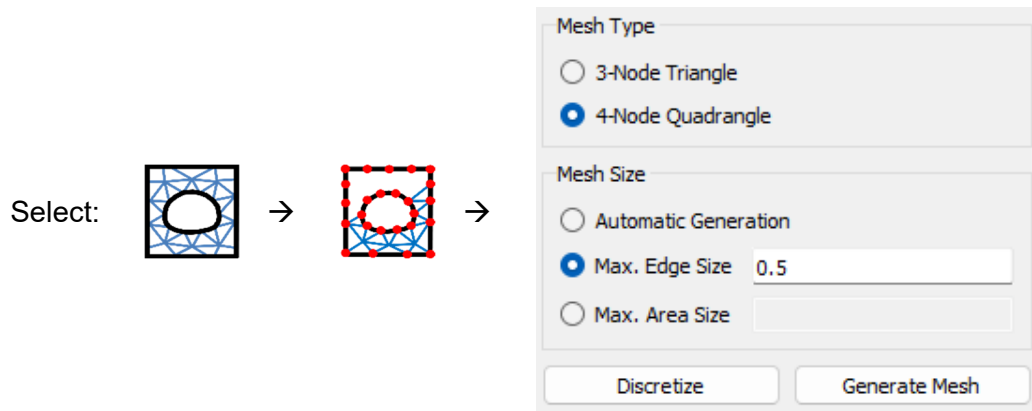 Mesh Type
3-Node Triangle
4-Node Quadrangle
Select: → →
Mesh Size
Automatic Generation
Max. Edge Size 0.5
Max. Area Size
Discretize Generate Mesh